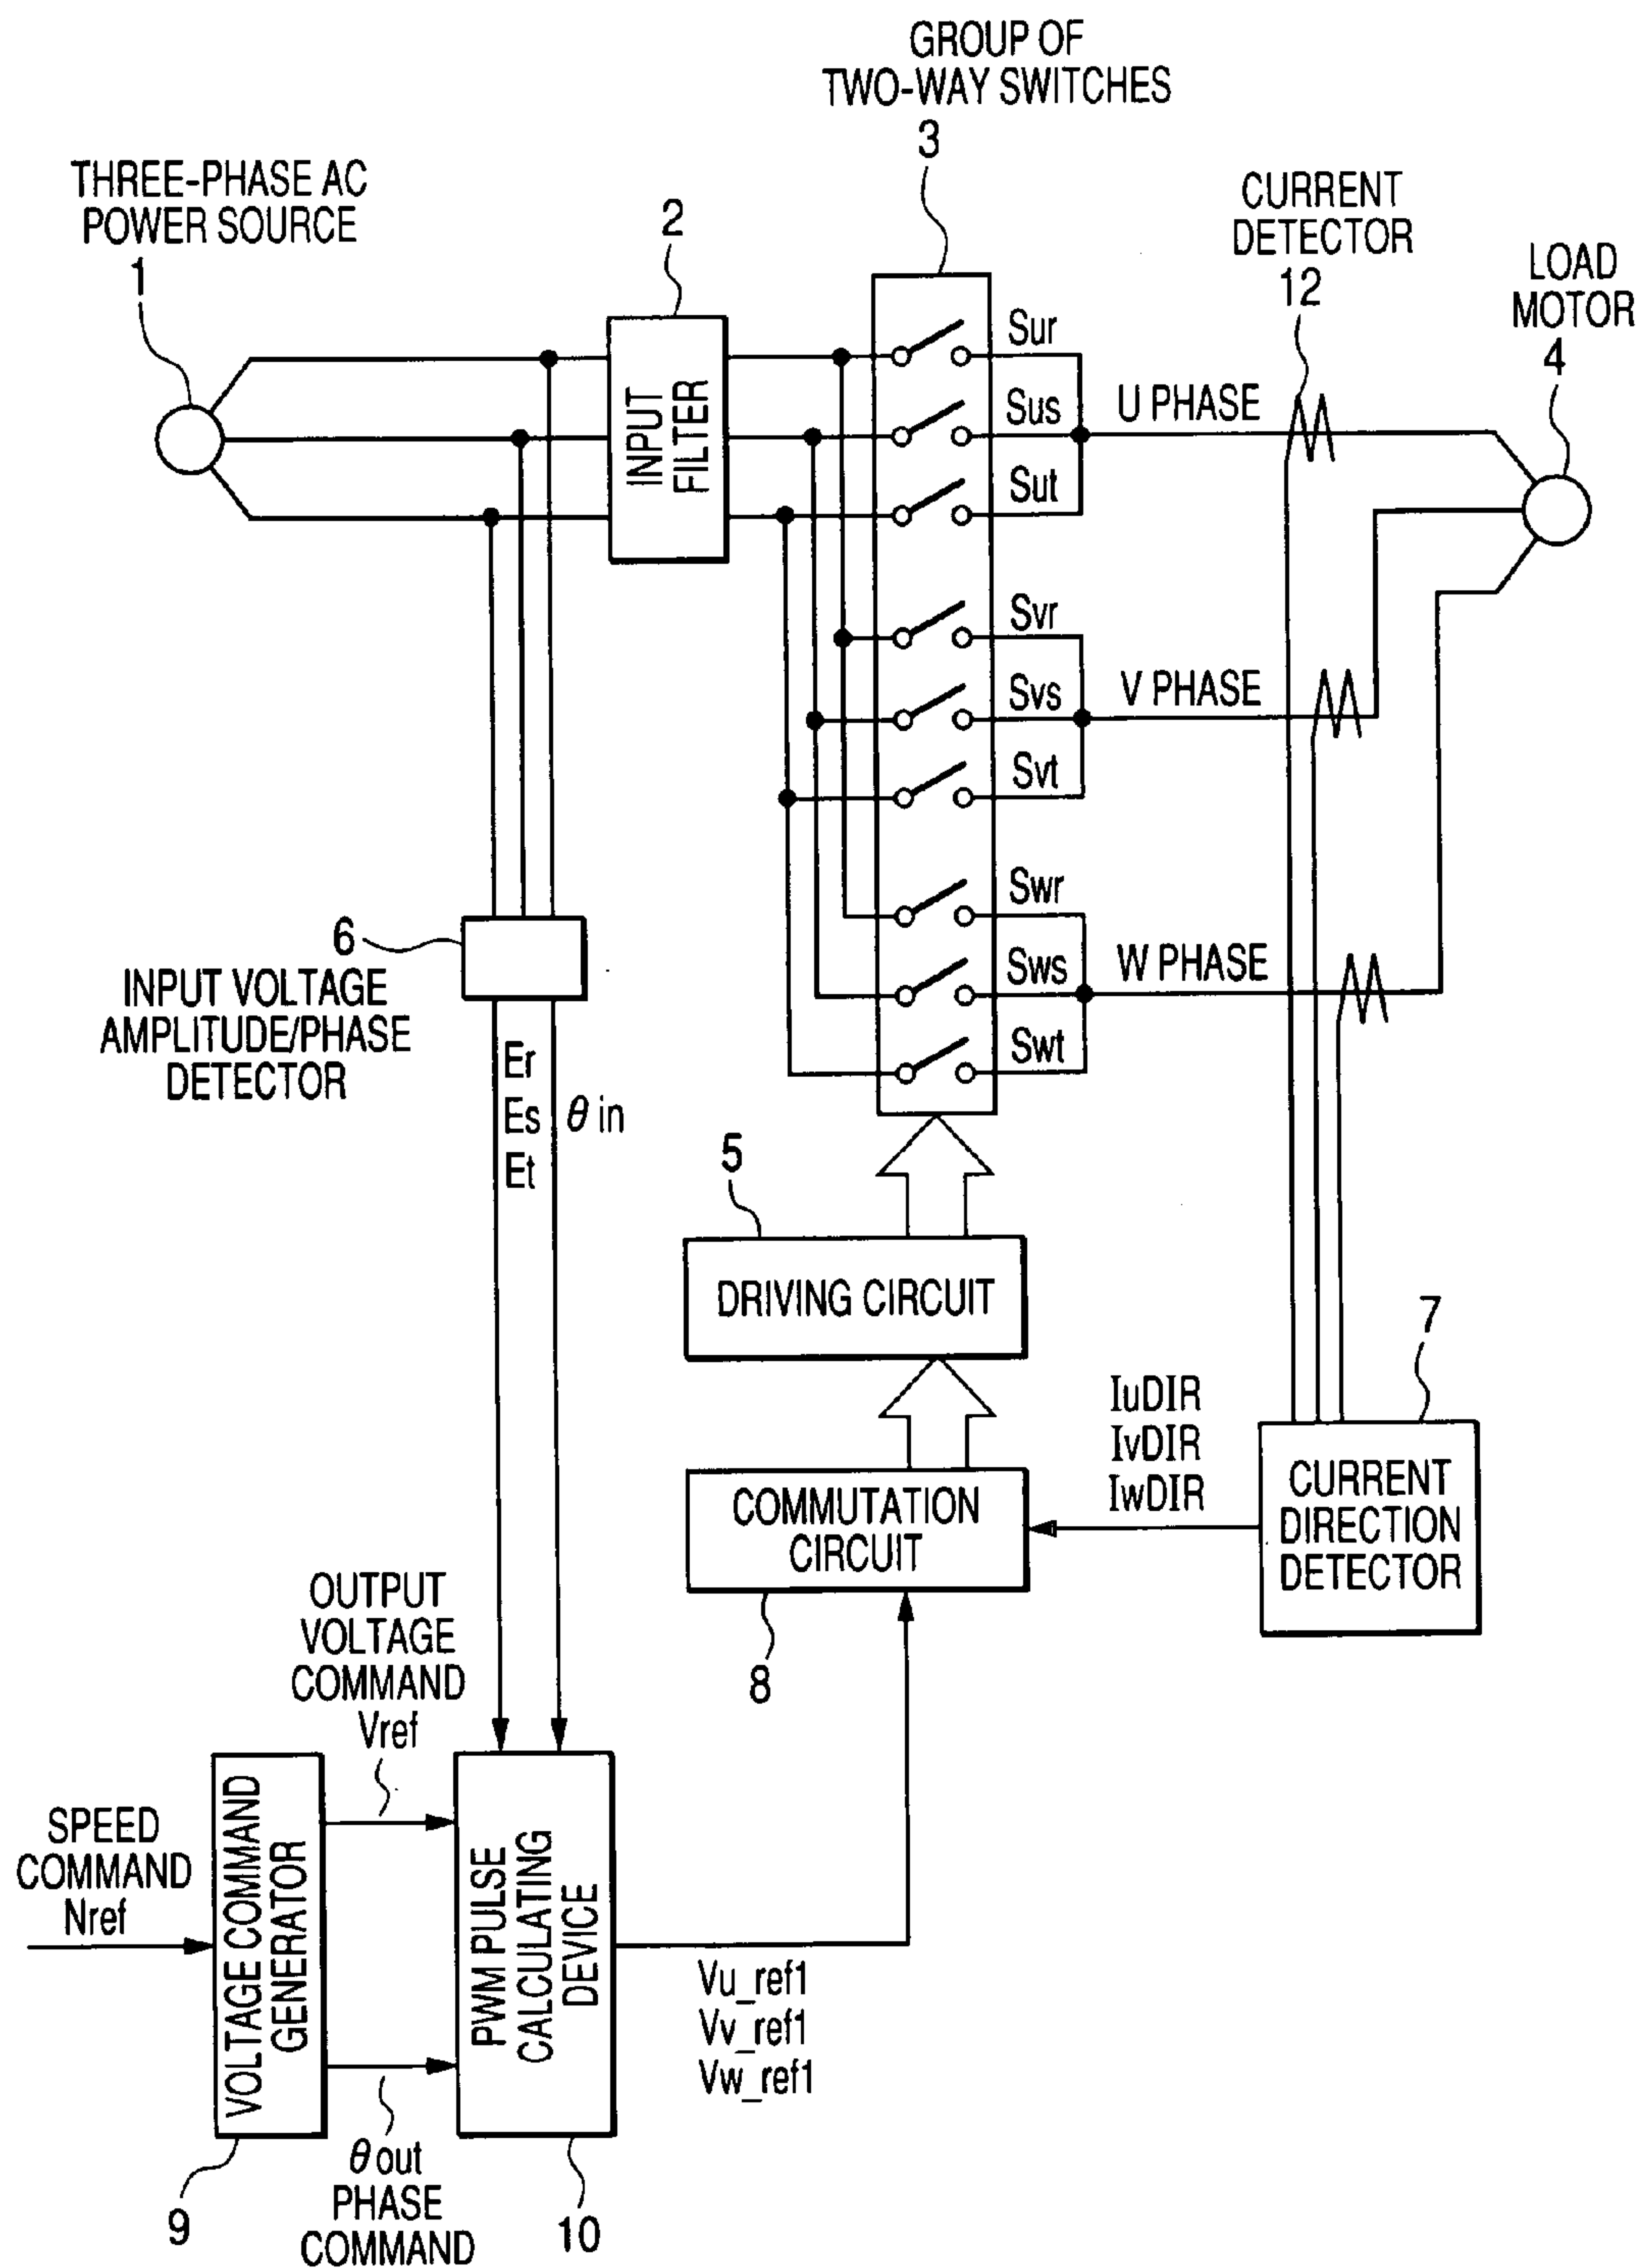 GROUP OF
TWO-WAY SWITCHES
3
THREE-PHASE AC
POWER SOURCE
1
2
CURRENT
DETECTOR
12
LOAD
MOTOR
4
INPUT
FILTER
Sur
Sus
Sut
U PHASE
Svr
Svs
Svt
V PHASE
Swr
Sws
Swt
W PHASE
6
INPUT VOLTAGE
AMPLITUDE/PHASE
DETECTOR
Er
Es
Et
θ in
5
DRIVING CIRCUIT
7
IuDIR
IvDIR
IwDIR
CURRENT
DIRECTION
DETECTOR
COMMUTATION
CIRCUIT
8
OUTPUT
VOLTAGE
COMMAND
Vref
SPEED
COMMAND
Nref
VOLTAGE COMMAND
GENERATOR
9
PWM PULSE
CALCULATING
DEVICE
10
Vu_ref1
Vv_ref1
Vw_ref1
θ out
PHASE
COMMAND